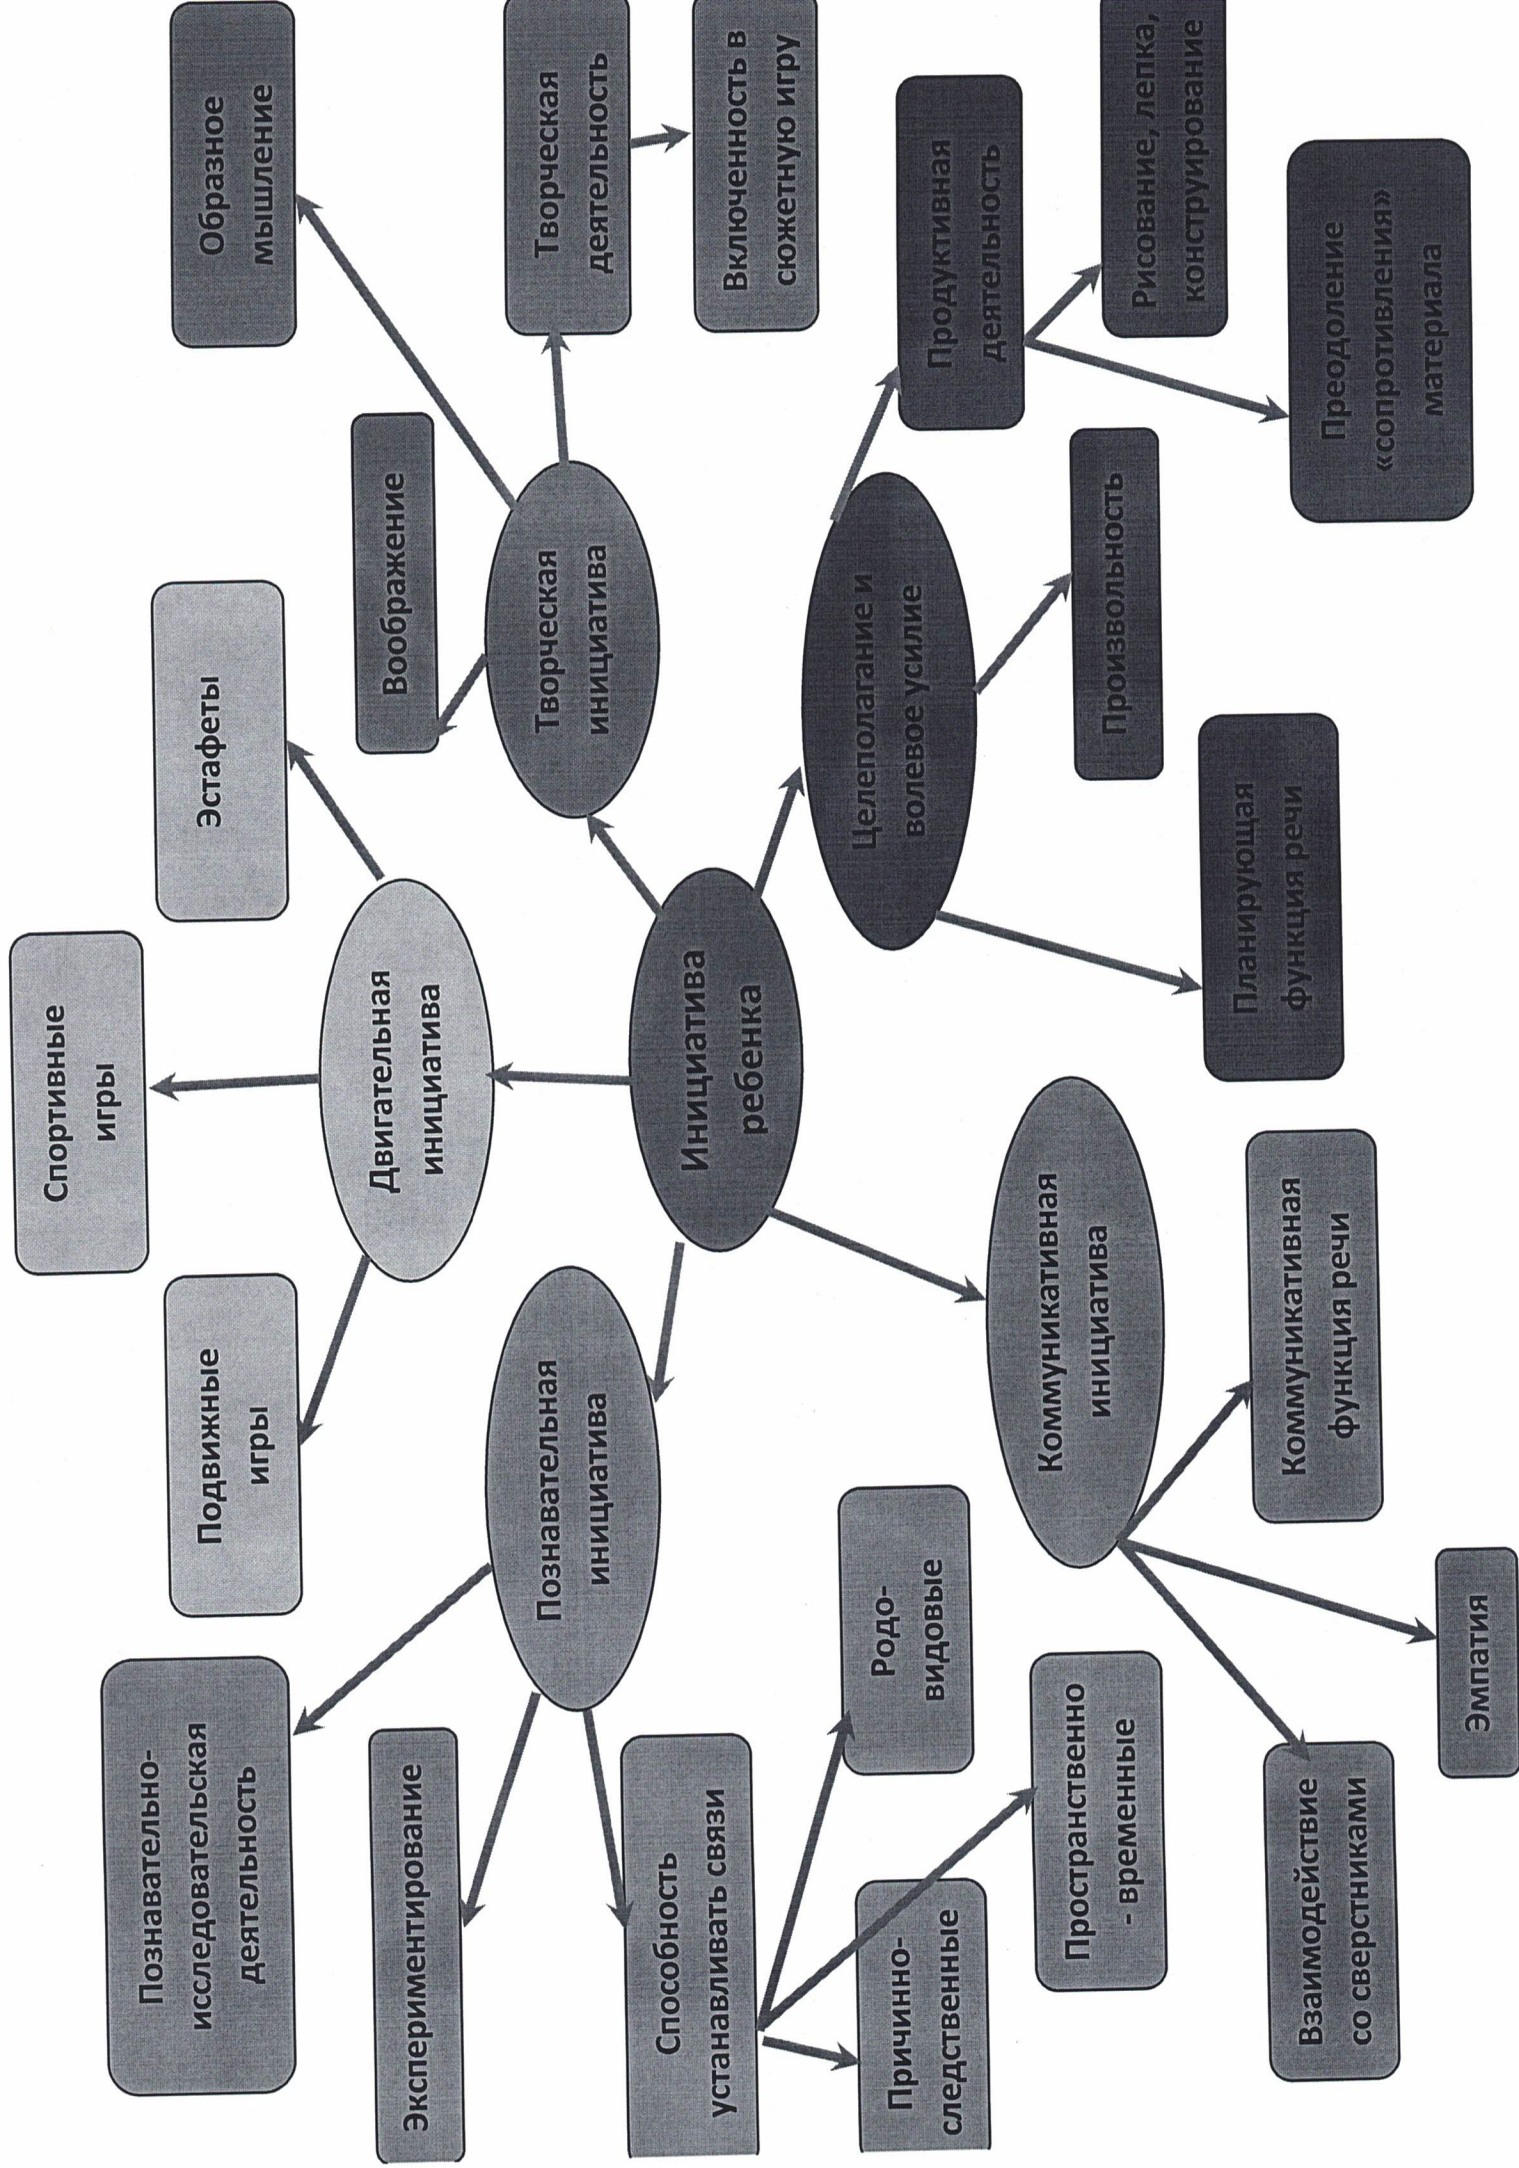 Спортивные
игры
Познавательно-
исследовательская
деятельность
Подвижные
игры
Эстафеты
Образное
мышление
Экспериментирование
Двигательная
инициатива
Воображение
Познавательная
инициатива
Творческая
инициатива
Творческая
деятельность
Способность
устанавливать связи
Инициатива
ребенка
Включенность в
сюжетную игру
Родо-
видовые
Целеполагание и
волевое усилие
Продуктивная
деятельность
Причинно-
следственные
Пространственно
- временные
Коммуникативная
инициатива
Произвольность
Рисование, лепка,
конструирование
Взаимодействие
со сверстниками
Коммуникативная
функция речи
Планирующая
функция речи
Преодоление
«сопротивления»
материала
Эмпатия